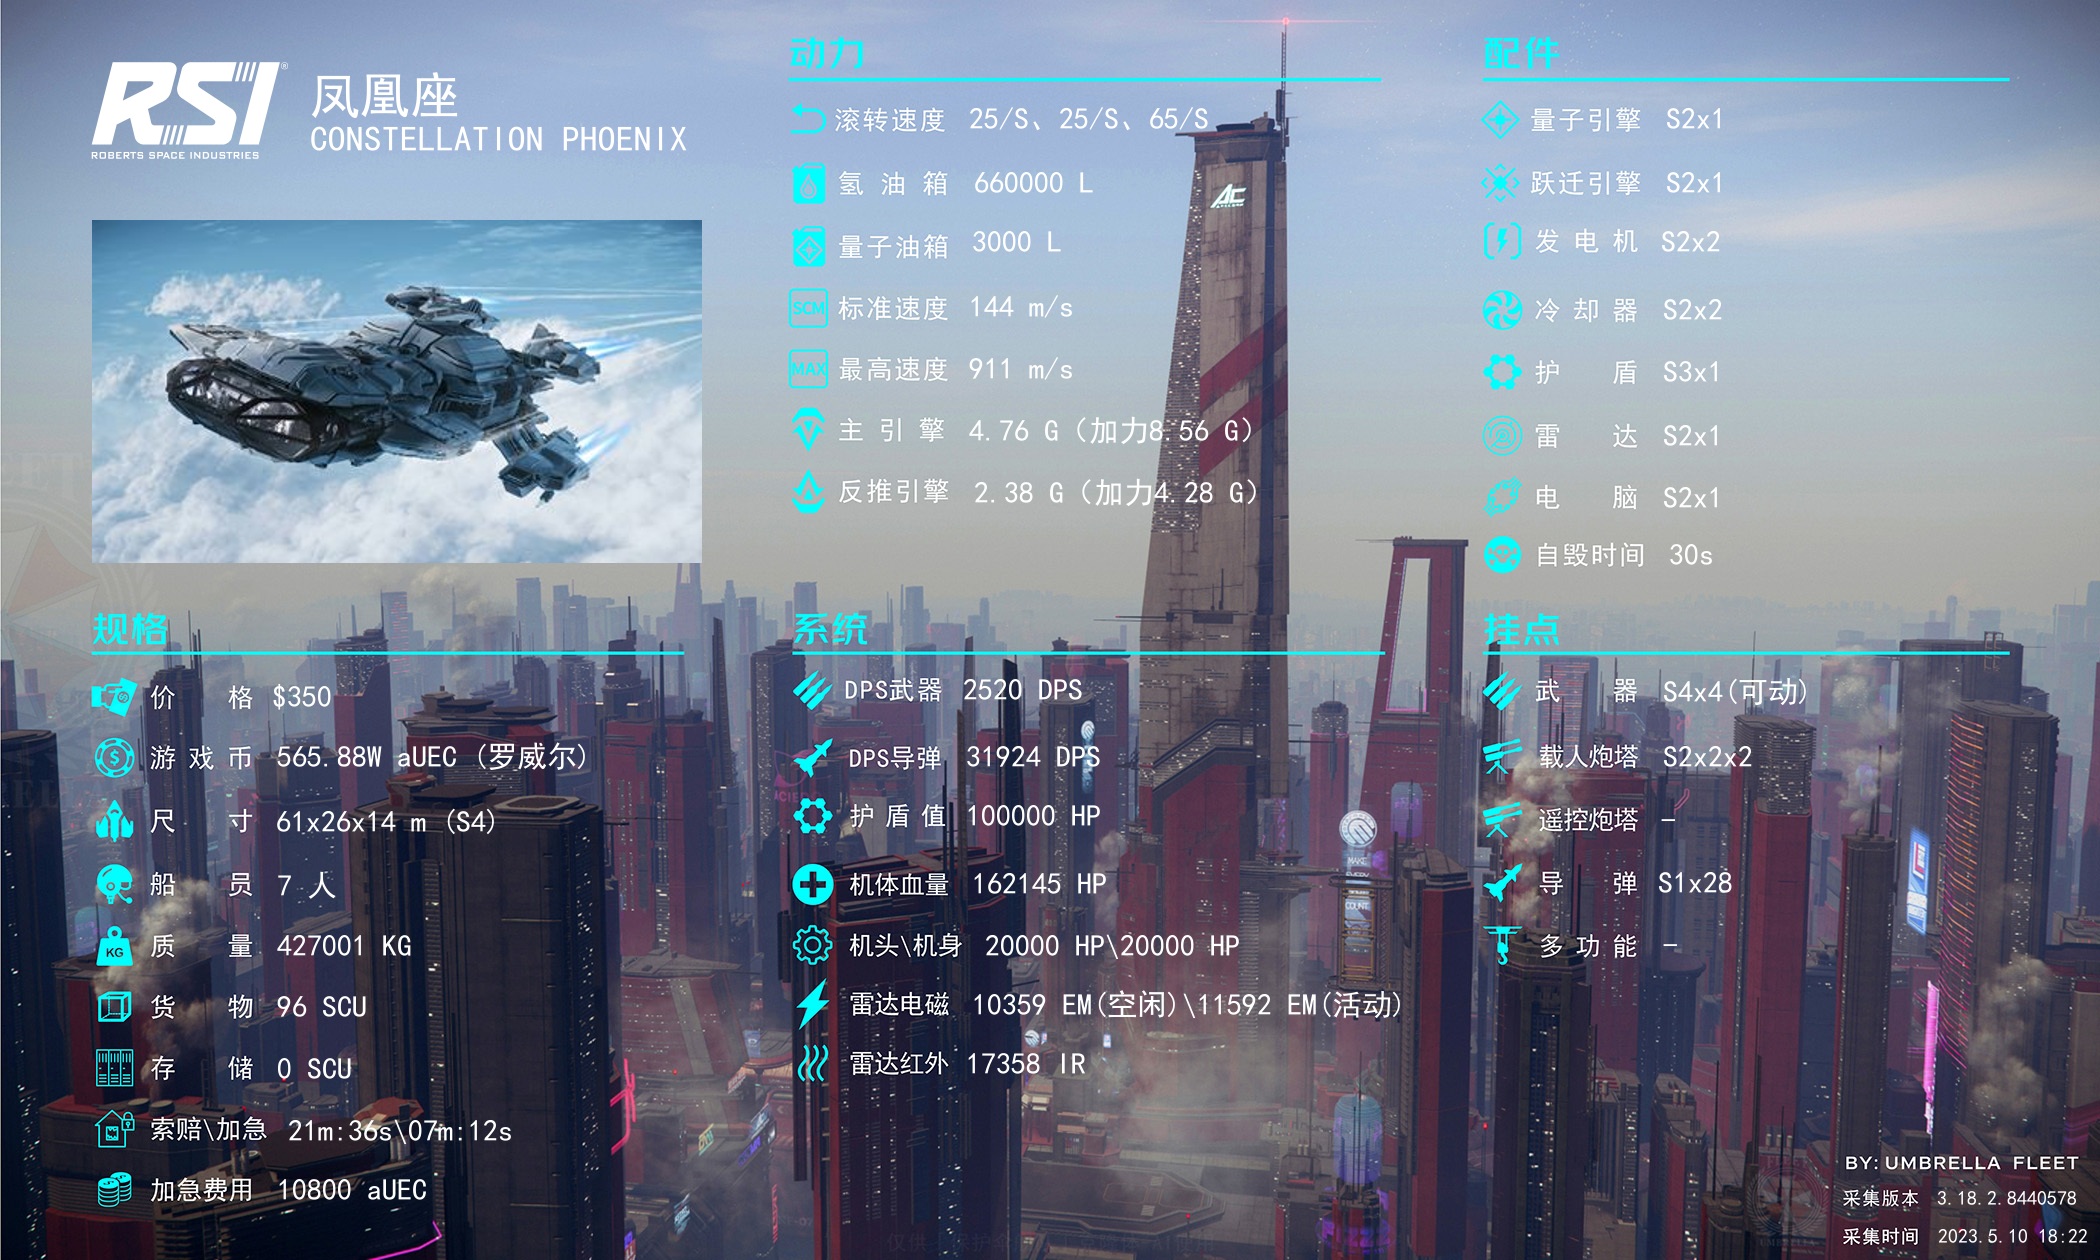 RSI®
ROBERTS SPACE INDUSTRIES
凤凰座
CONSTELLATION PHOENIX
动力
滚转速度 25/S、25/S、65/S
氢油箱 660000 L
量子油箱 3000 L
SCM 标准速度 144 m/s
MAX 最高速度 911 m/s
主引擎 4.76 G（加力8.56 G）
反推引擎 2.38 G（加力4.28 G）
配件
量子引擎 S2x1
跃迁引擎 S2x1
发电机 S2x2
冷却器 S2x2
护盾 S3x1
雷达 S2x1
电脑 S2x1
自毁时间 30s
规格
价格 $350
游戏币 565.88W aUEC (罗威尔)
尺寸 61x26x14 m (S4)
船员 7 人
KG 质量 427001 KG
货物 96 SCU
存储 0 SCU
索赔\加急 21m:36s\07m:12s
加急费用 10800 aUEC
系统
DPS武器 2520 DPS
DPS导弹 31924 DPS
护盾值 100000 HP
机体血量 162145 HP
机头\机身 20000 HP\20000 HP
雷达电磁 10359 EM(空闲)\11592 EM(活动)
雷达红外 17358 IR
挂点
武器 S4x4(可动)
载人炮塔 S2x2x2
遥控炮塔 -
导弹 S1x28
多功能 -
AC
MAKE
EVERY
COUNT
BY: UMBRELLA FLEET
采集版本 3.18.2.8440578
采集时间 2023.5.10 18:22